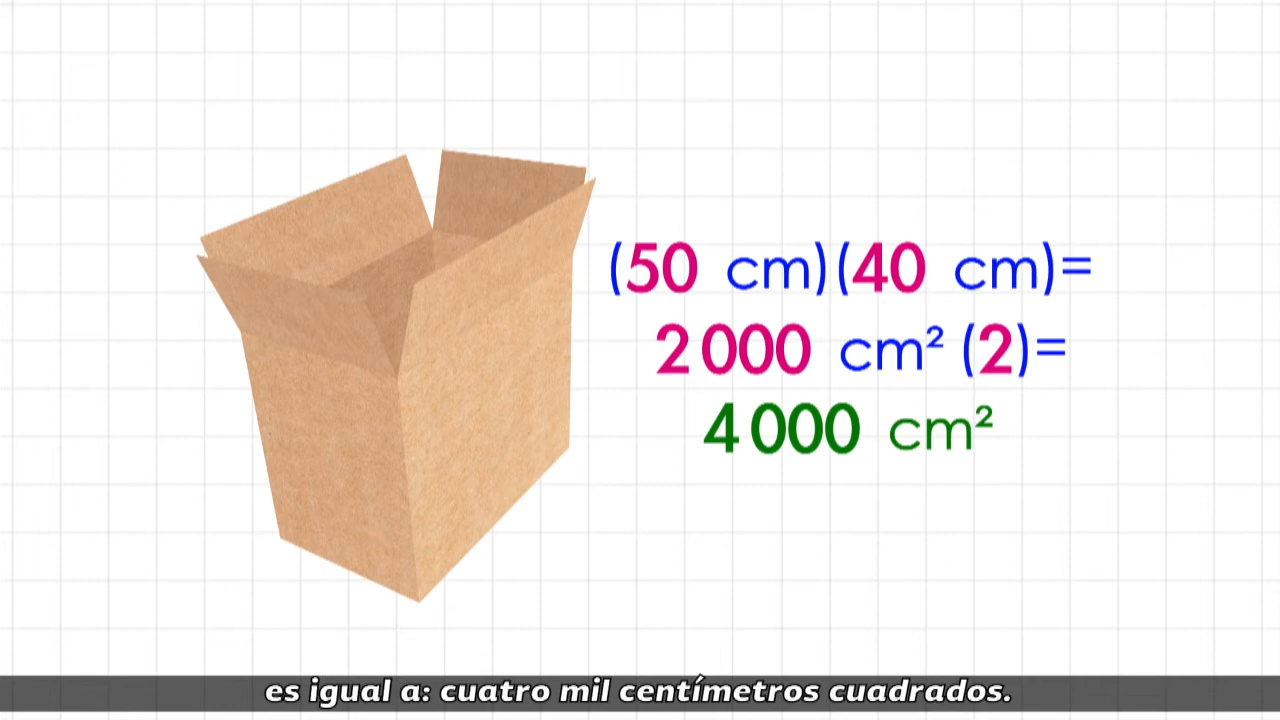 (50 cm)(40 cm)=
2 000 cm² (2)=
4 000 cm²
es igual a: cuatro mil centímetros cuadrados.